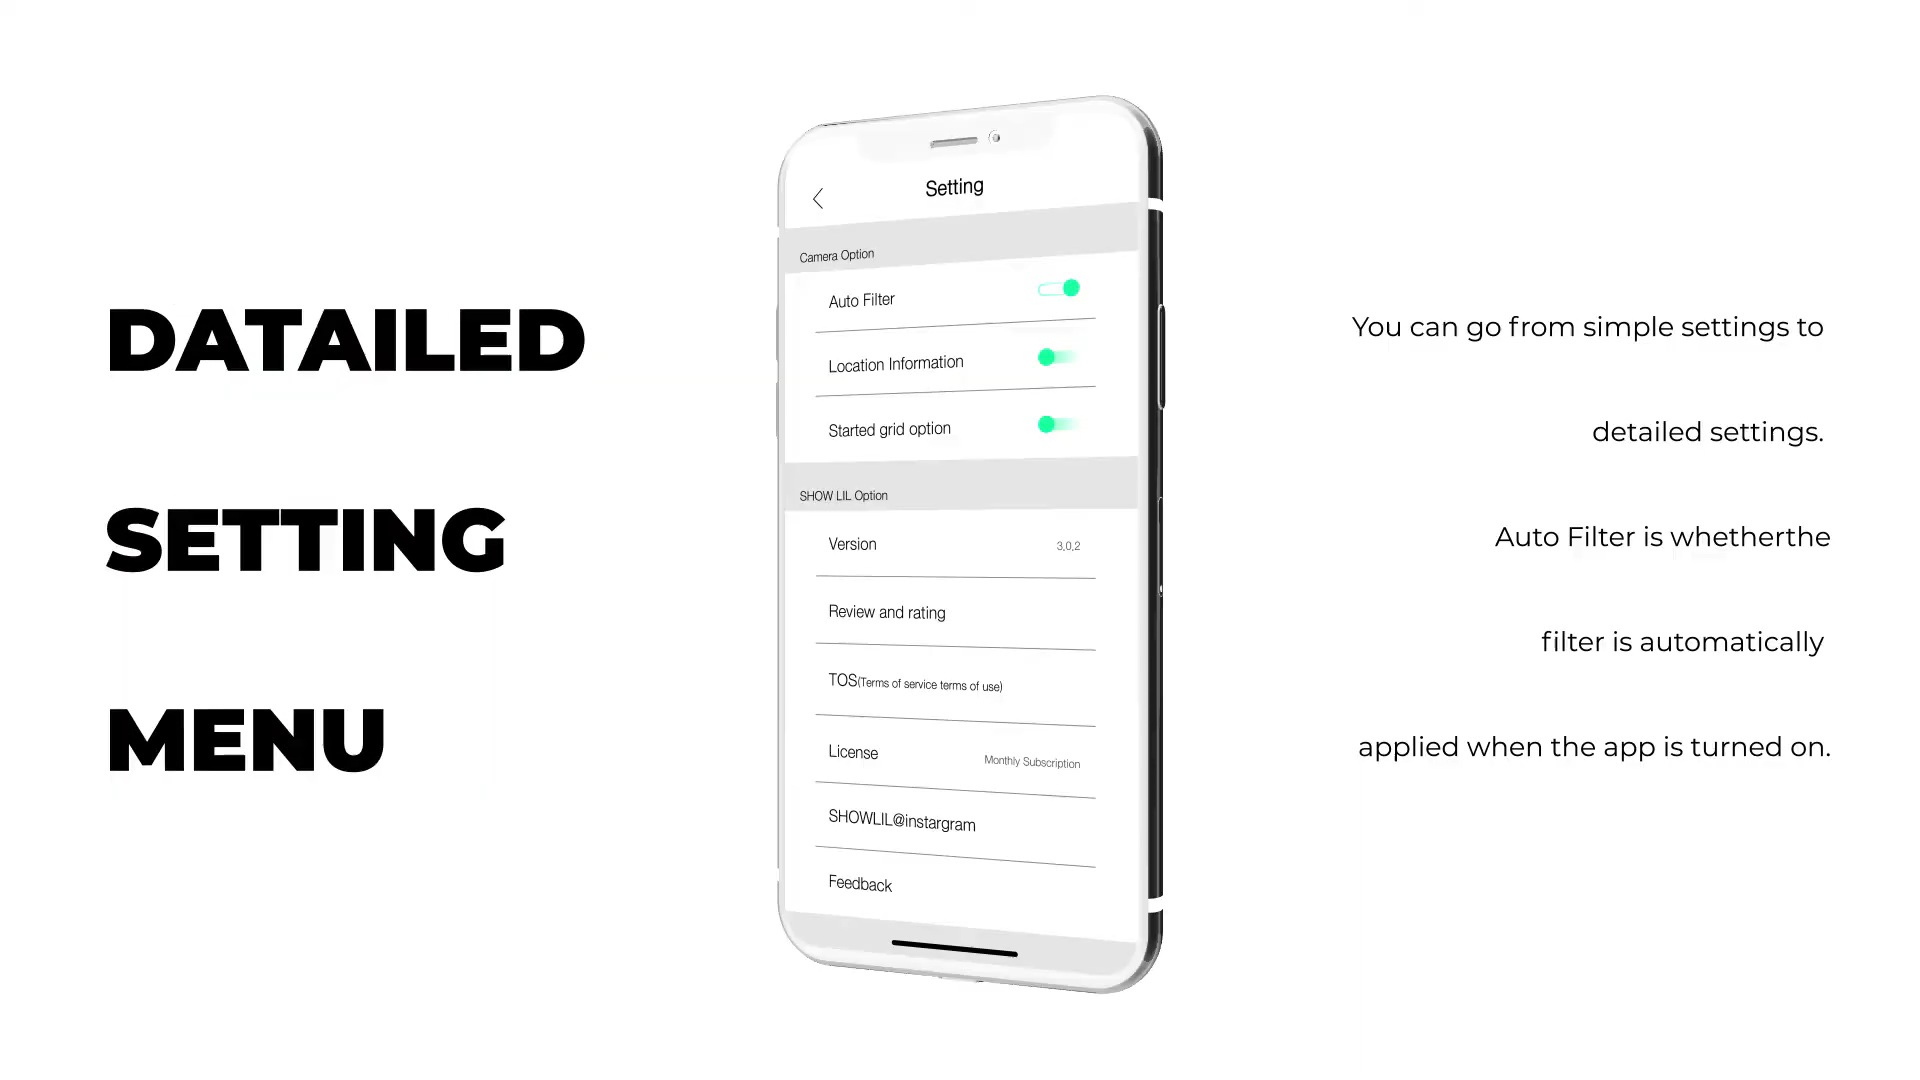 DATAILED
SETTING
MENU
Setting
Camera Option
Auto Filter
Location Information
Started grid option
SHOW LIL Option
Version 3,0,2
Review and rating
TOS(Terms of service terms of use)
License Monthly Subscription
SHOWLIL@instargram
Feedback
You can go from simple settings to
detailed settings.
Auto Filter is whetherthe
filter is automatically
applied when the app is turned on.